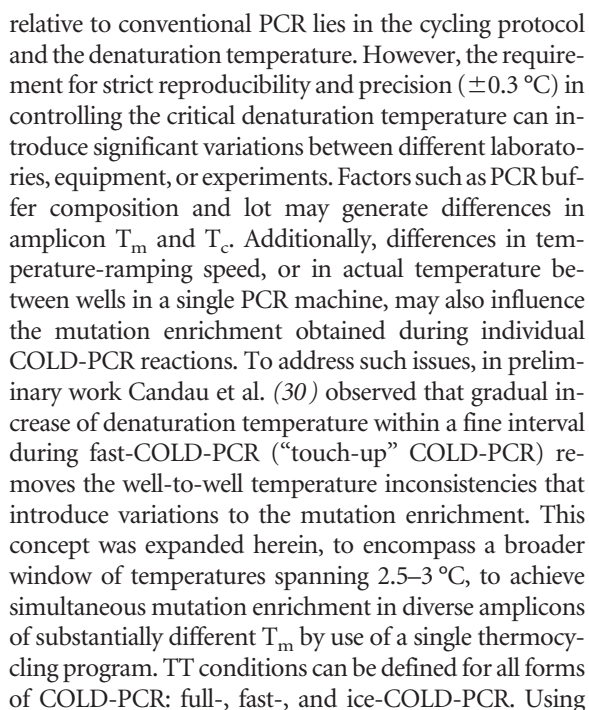 relative to conventional PCR lies in the cycling protocol
and the denaturation temperature. However, the require-
ment for strict reproducibility and precision (±0.3 °C) in
controlling the critical denaturation temperature can in-
troduce significant variations between different laborato-
ries, equipment, or experiments. Factors such as PCR buf-
fer composition and lot may generate differences in
amplicon Tm and Tc. Additionally, differences in tem-
perature-ramping speed, or in actual temperature be-
tween wells in a single PCR machine, may also influence
the mutation enrichment obtained during individual
COLD-PCR reactions. To address such issues, in prelim-
inary work Candau et al. (30) observed that gradual in-
crease of denaturation temperature within a fine interval
during fast-COLD-PCR (“touch-up” COLD-PCR) re-
moves the well-to-well temperature inconsistencies that
introduce variations to the mutation enrichment. This
concept was expanded herein, to encompass a broader
window of temperatures spanning 2.5–3 °C, to achieve
simultaneous mutation enrichment in diverse amplicons
of substantially different Tm by use of a single thermocy-
cling program. TT conditions can be defined for all forms
of COLD-PCR: full-, fast-, and ice-COLD-PCR. Using